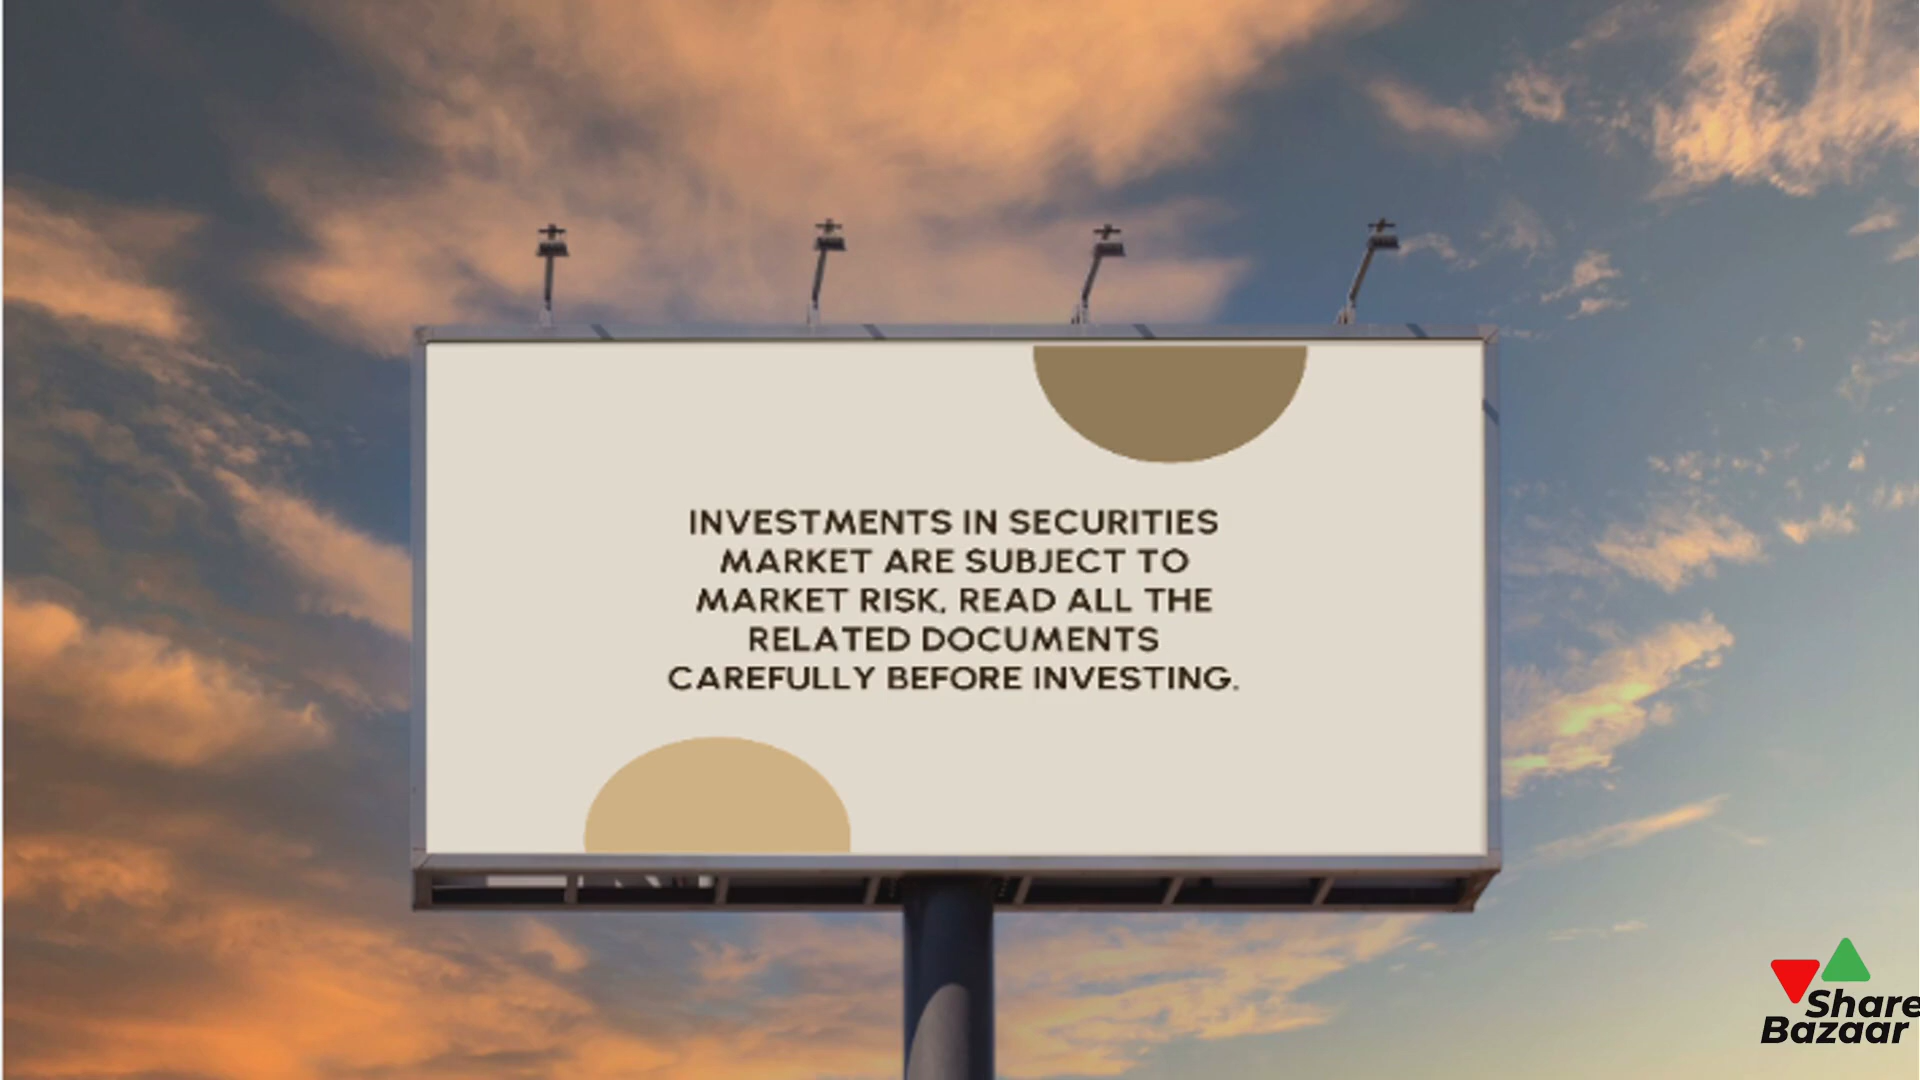 INVESTMENTS IN SECURITIES
MARKET ARE SUBJECT TO
MARKET RISK, READ ALL THE
RELATED DOCUMENTS
CAREFULLY BEFORE INVESTING.
Share
Bazaar